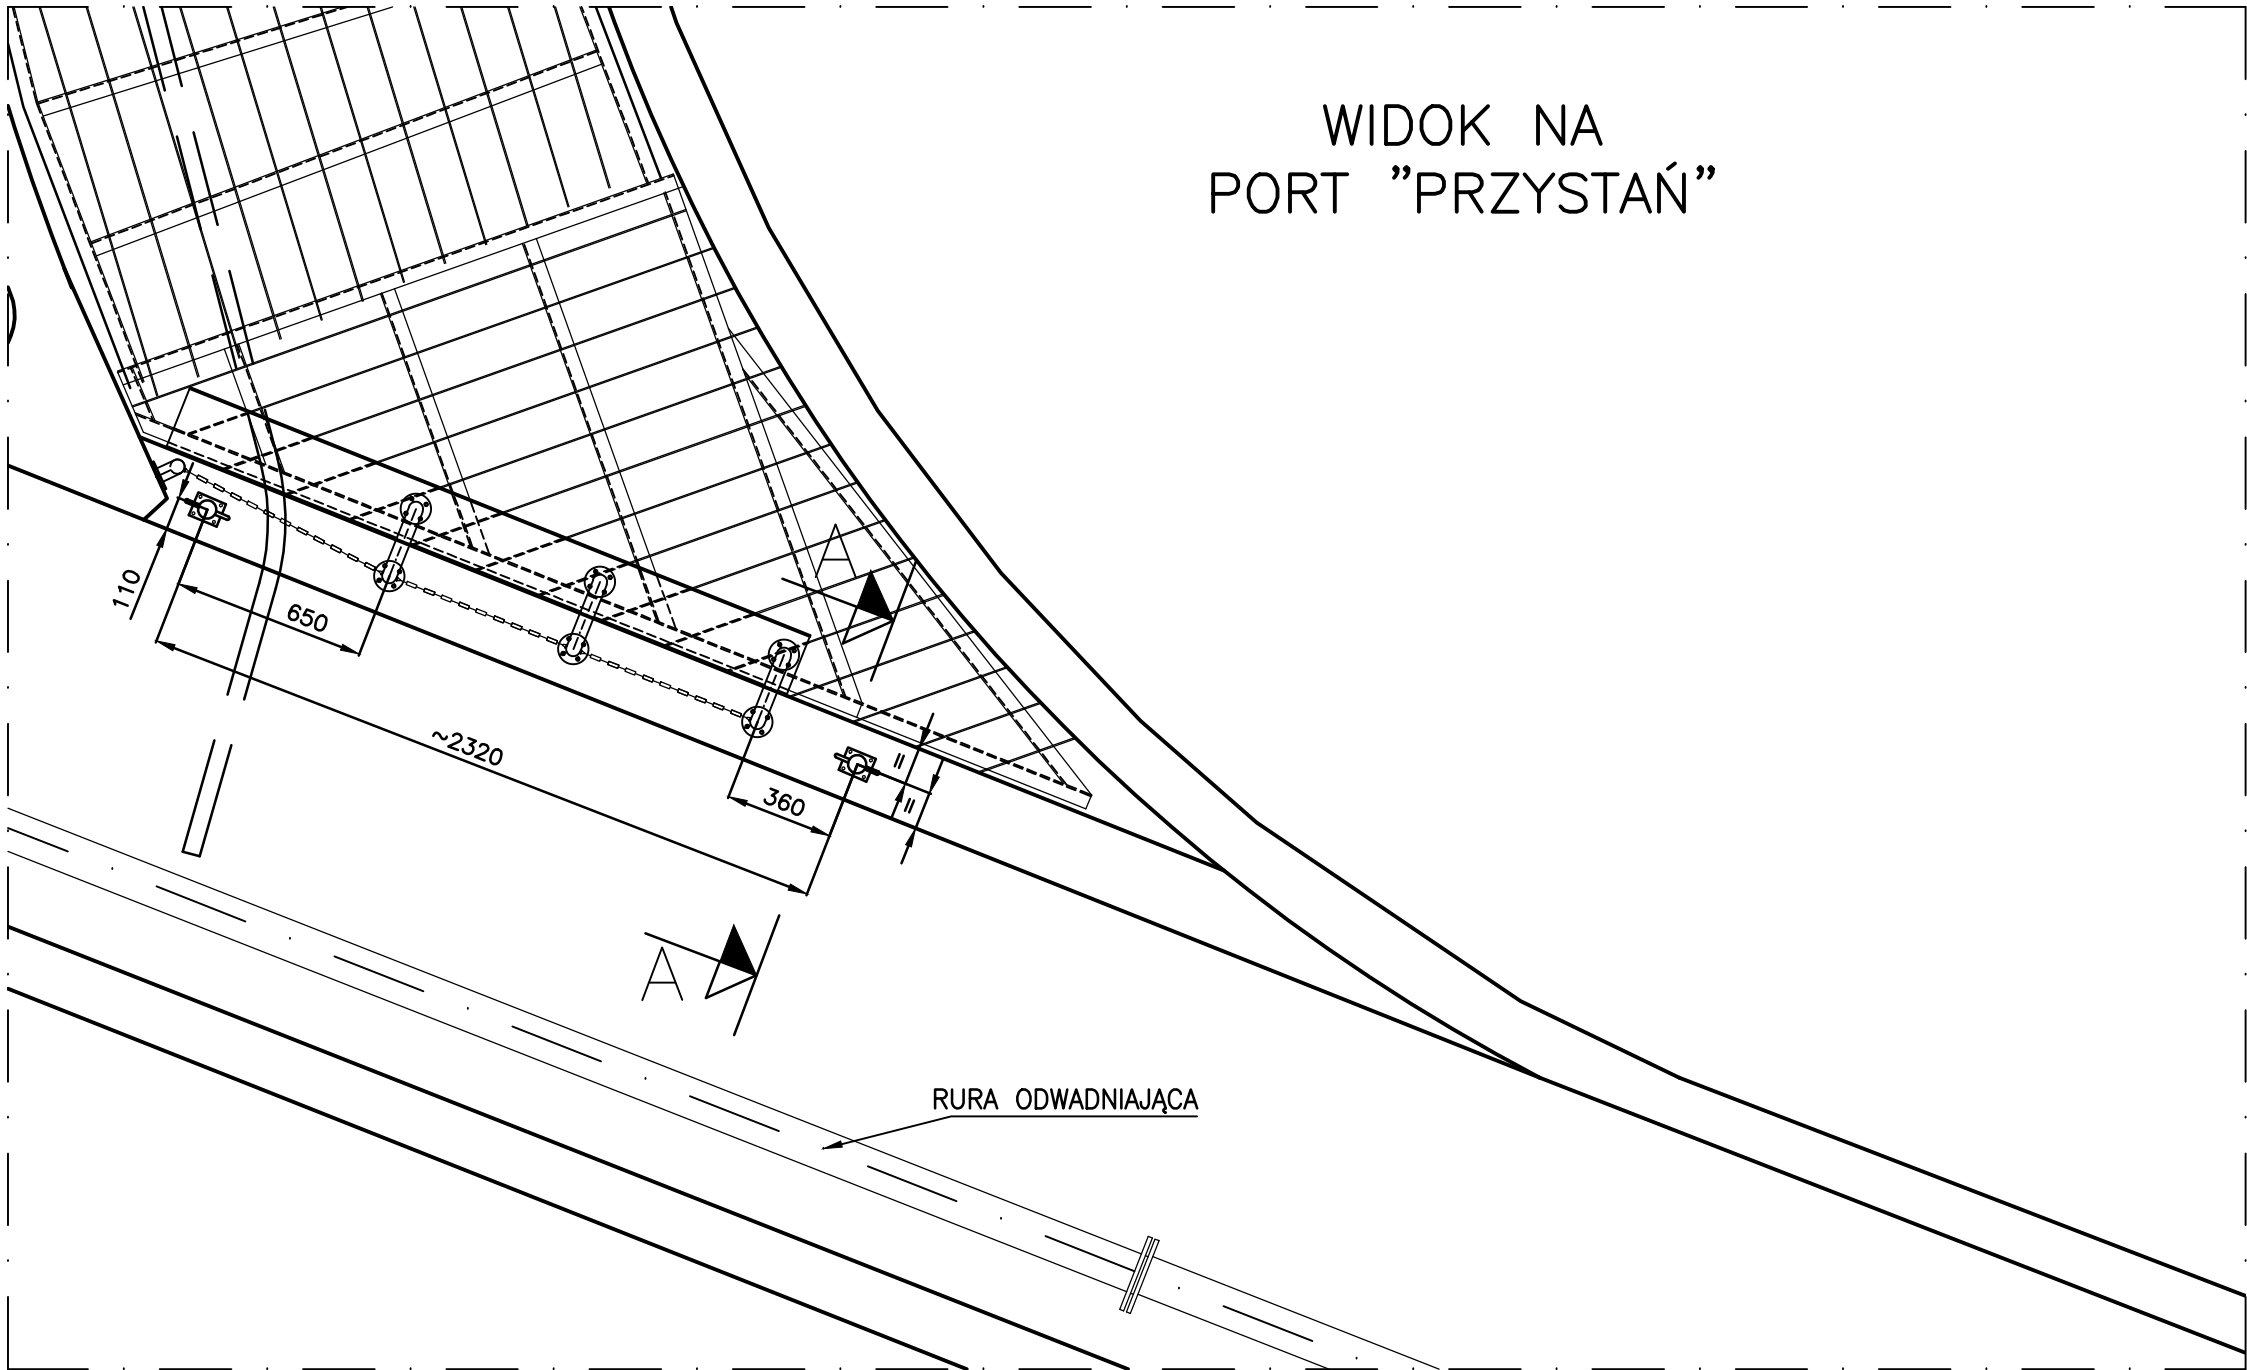 WIDOK NA
PORT ”PRZYSTAŃ”
A
110
650
~2320
=
360
=
A
RURA ODWADNIAJĄCA